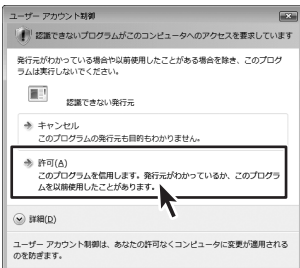 ユーザー アカウント制御
認識できないプログラムがこのコンピュータへのアクセスを要求しています
発行元がわかっている場合や以前使用したことがある場合を除き、このプログ
ラムは実行しないでください。
認識できない発行元
キャンセル
このプログラムの発行元も目的もわかりません。
許可(A)
このプログラムを信用します。発行元がわかっているか、このプログラ
ムを以前使用したことがあります。
詳細(D)
ユーザー アカウント制御は、あなたの許可なくコンピュータに変更が適用される
のを防ぎます。